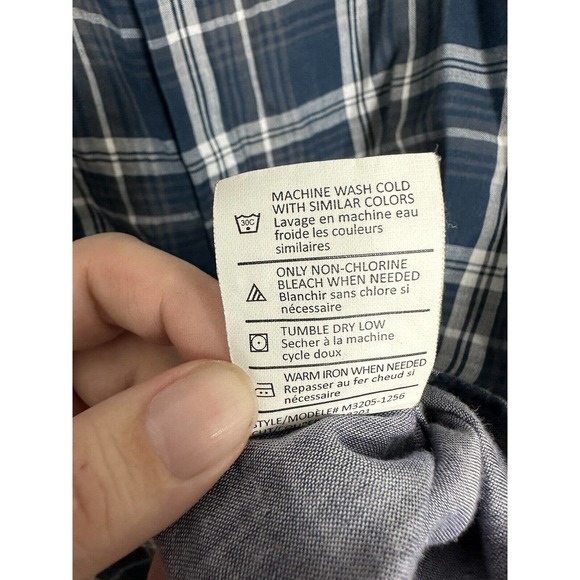 MACHINE WASH COLD
WITH SIMILAR COLORS
30C
Lavage en machine eau
froide les couleurs
similaires
ONLY NON-CHLORINE
BLEACH WHEN NEEDED
Blanchir sans chlore si
nécessaire
TUMBLE DRY LOW
Secher à la machine
cycle doux
WARM IRON WHEN NEEDED
Repasser au fer cheud si
nécessaire
STYLE/MODÈLE# M3205-1256